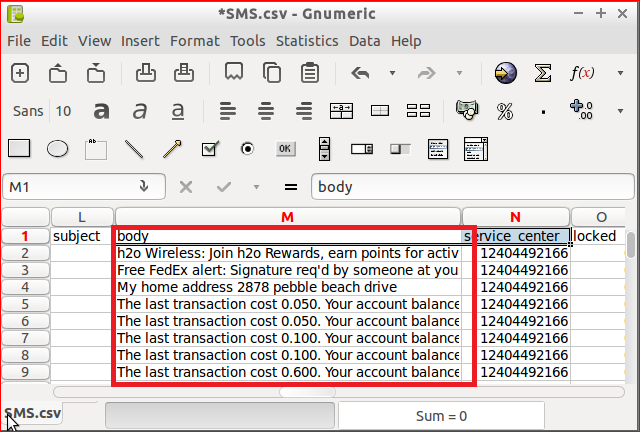 *SMS.csv - Gnumeric
File Edit View Insert Format Tools Statistics Data Help
f(x)
Sans 10 a a a +a+ % . +.0 .00
Ab OK
M1 = body
L M N O
1 subject body service_center locked
2 h2o Wireless: Join h2o Rewards, earn points for activ 12404492166
3 Free FedEx alert: Signature req'd by someone at you 12404492166
4 My home address 2878 pebble beach drive 12404492166
5 The last transaction cost 0.050. Your account balance 12404492166
6 The last transaction cost 0.050. Your account balance 12404492166
7 The last transaction cost 0.100. Your account balance 12404492166
8 The last transaction cost 0.100. Your account balance 12404492166
9 The last transaction cost 0.600. Your account balance 12404492166
SMS.csv Sum = 0